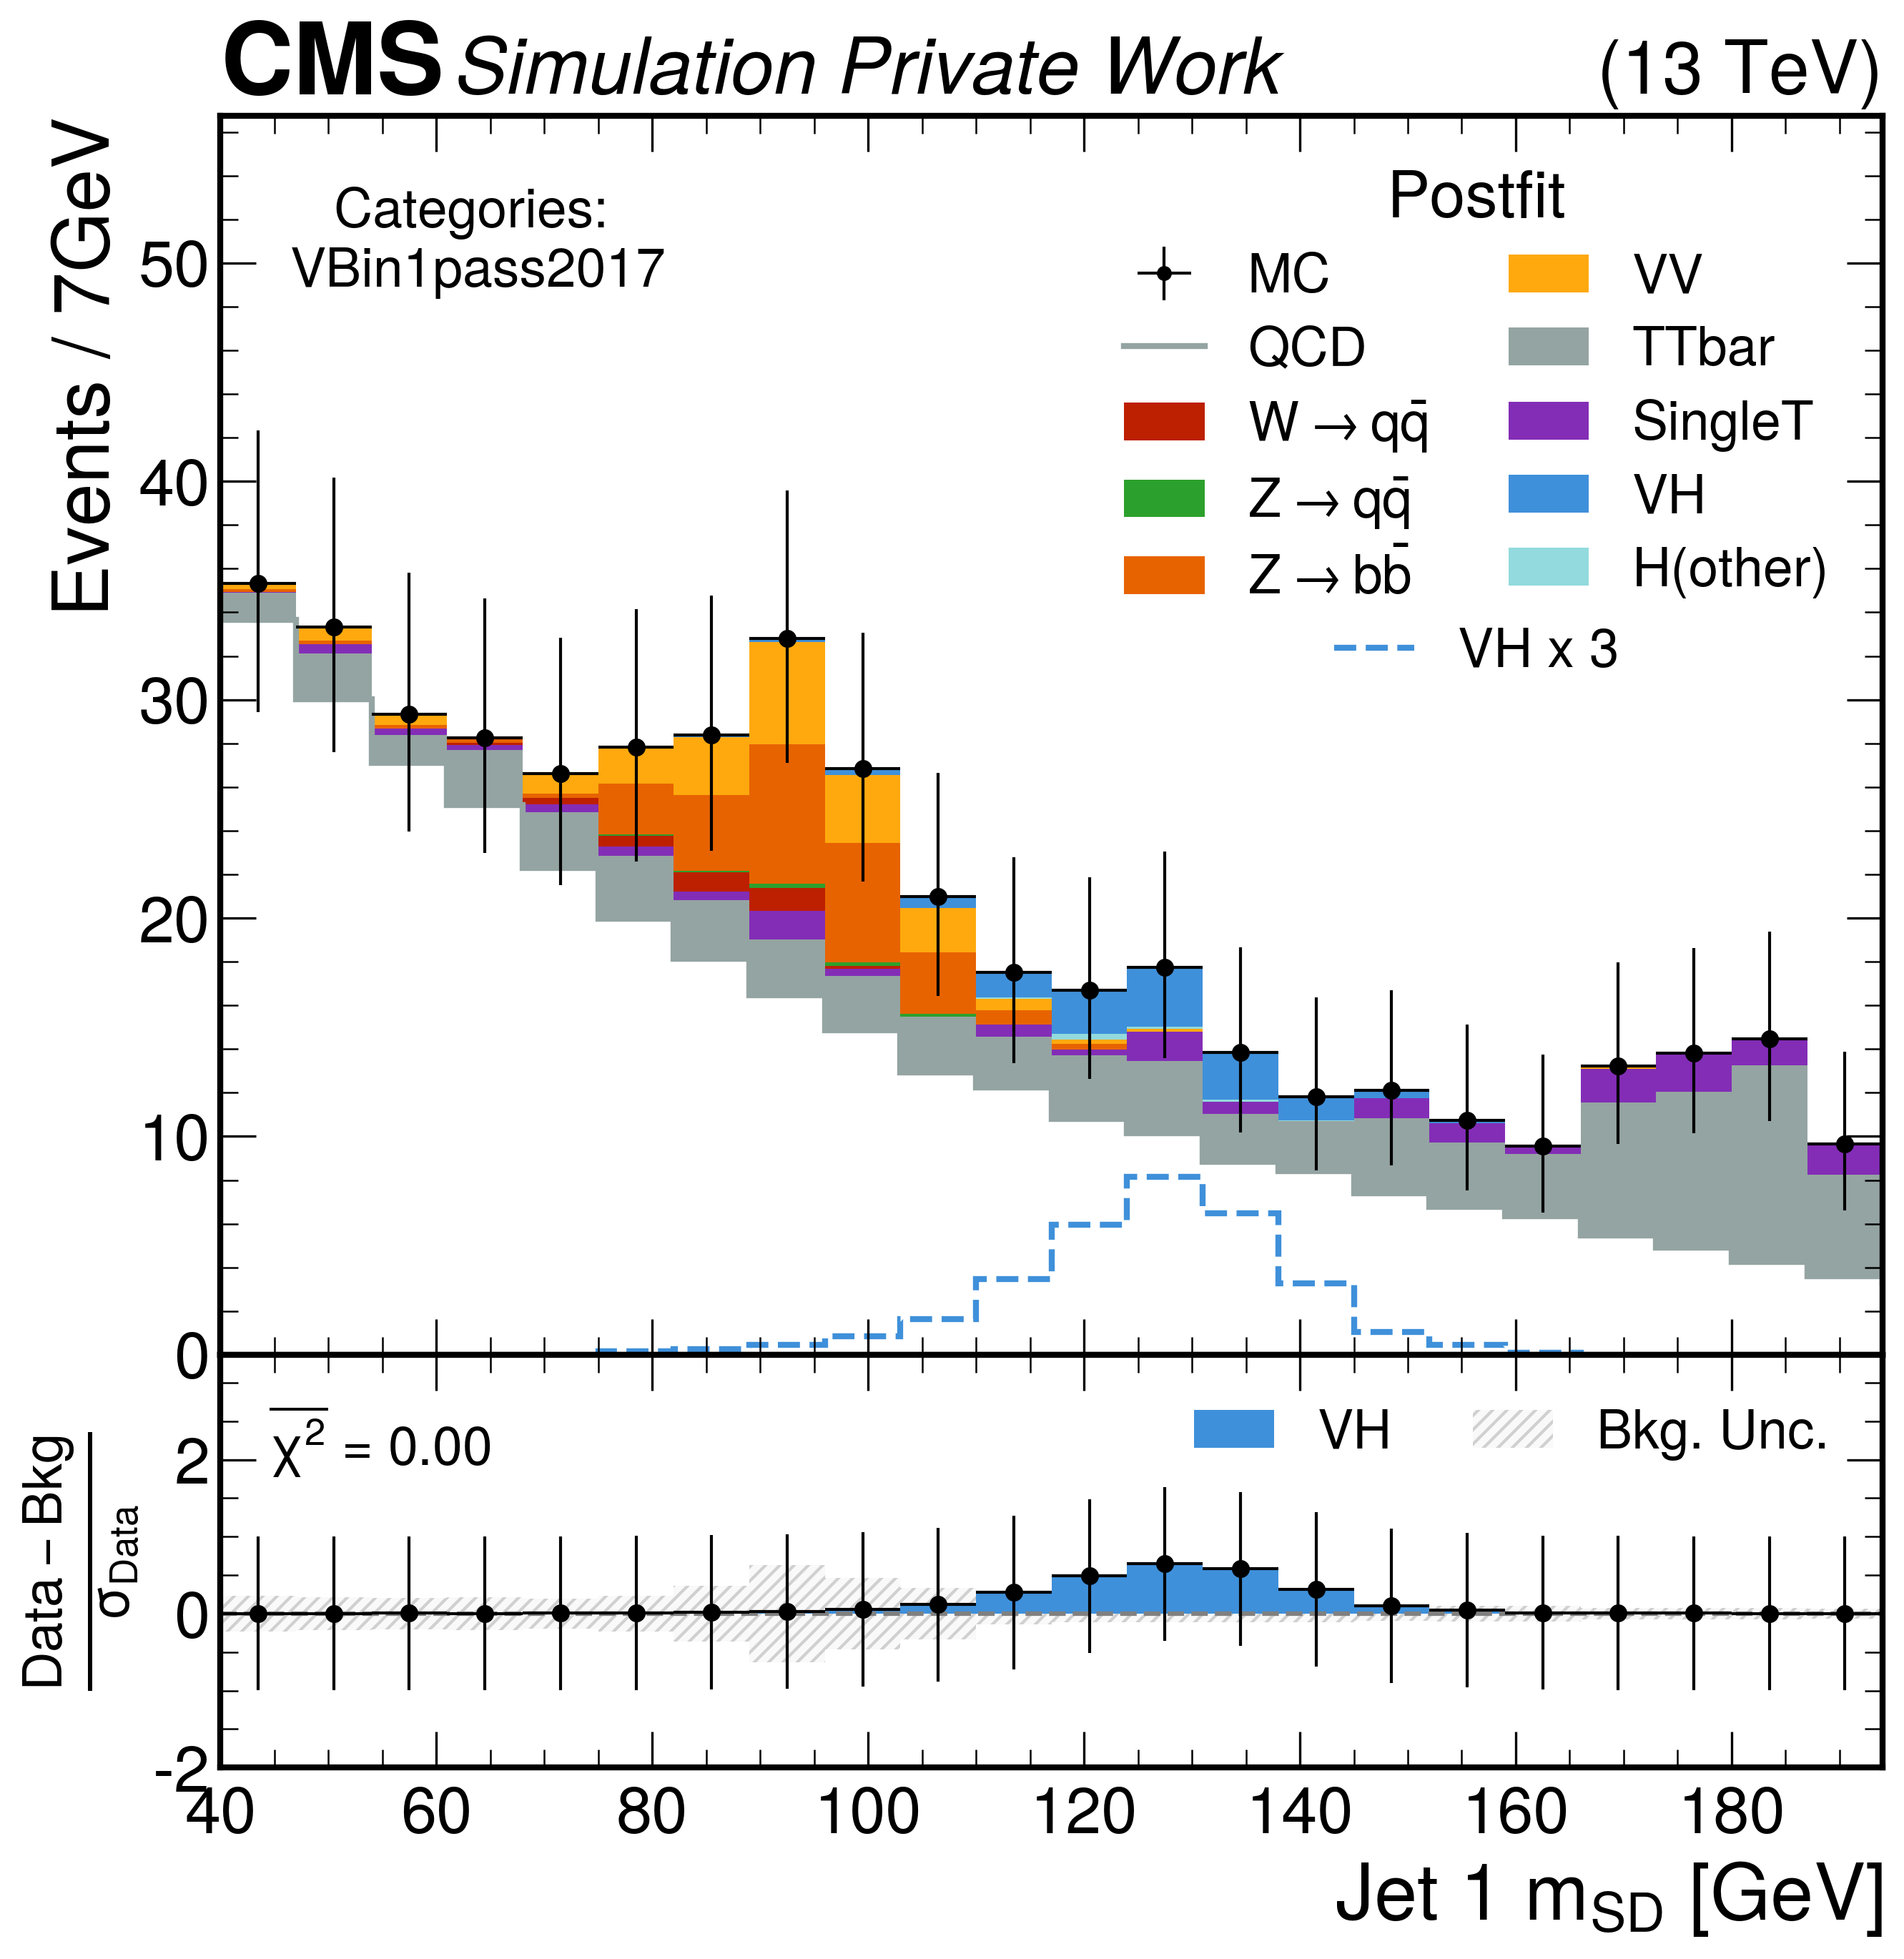 CMS Simulation Private Work (13 TeV)
Events / 7GeV
Categories:
VBin1pass2017
Postfit
MC
QCD
W → qq̄
Z → qq̄
Z → bb̄
VV
TTbar
SingleT
VH
H(other)
VH x 3
50
40
30
20
10
0
Data − Bkg
σData
χ² = 0.00
VH
Bkg. Unc.
2
0
-2
40 60 80 100 120 140 160 180
Jet 1 mSD [GeV]